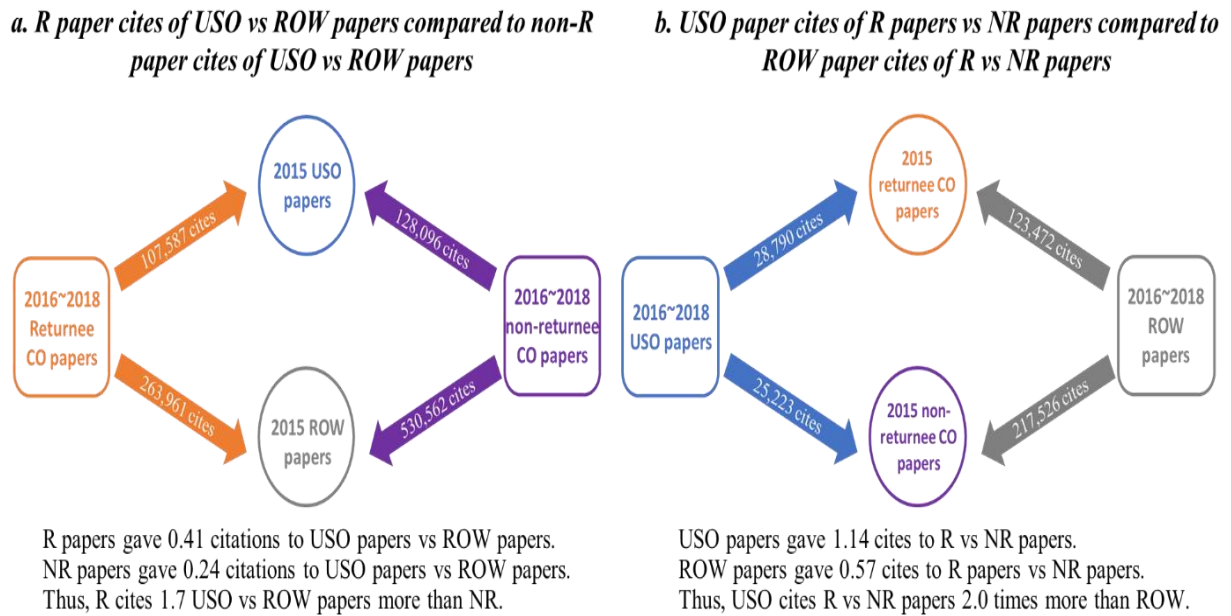 a. R paper cites of USO vs ROW papers compared to non-R
paper cites of USO vs ROW papers
2015 USO
papers
107,587 cites
128,096 cites
2016~2018
Returnee
CO papers
2016~2018
non-returnee
CO papers
263,961 cites
530,562 cites
2015 ROW
papers
R papers gave 0.41 citations to USO papers vs ROW papers.
NR papers gave 0.24 citations to USO papers vs ROW papers.
Thus, R cites 1.7 USO vs ROW papers more than NR.
b. USO paper cites of R papers vs NR papers compared to
ROW paper cites of R vs NR papers
2015
returnee CO
papers
28,790 cites
123,472 cites
2016~2018
USO papers
2016~2018
ROW
papers
25,223 cites
217,526 cites
2015 non-
returnee CO
papers
USO papers gave 1.14 cites to R vs NR papers.
ROW papers gave 0.57 cites to R papers vs NR papers.
Thus, USO cites R vs NR papers 2.0 times more than ROW.